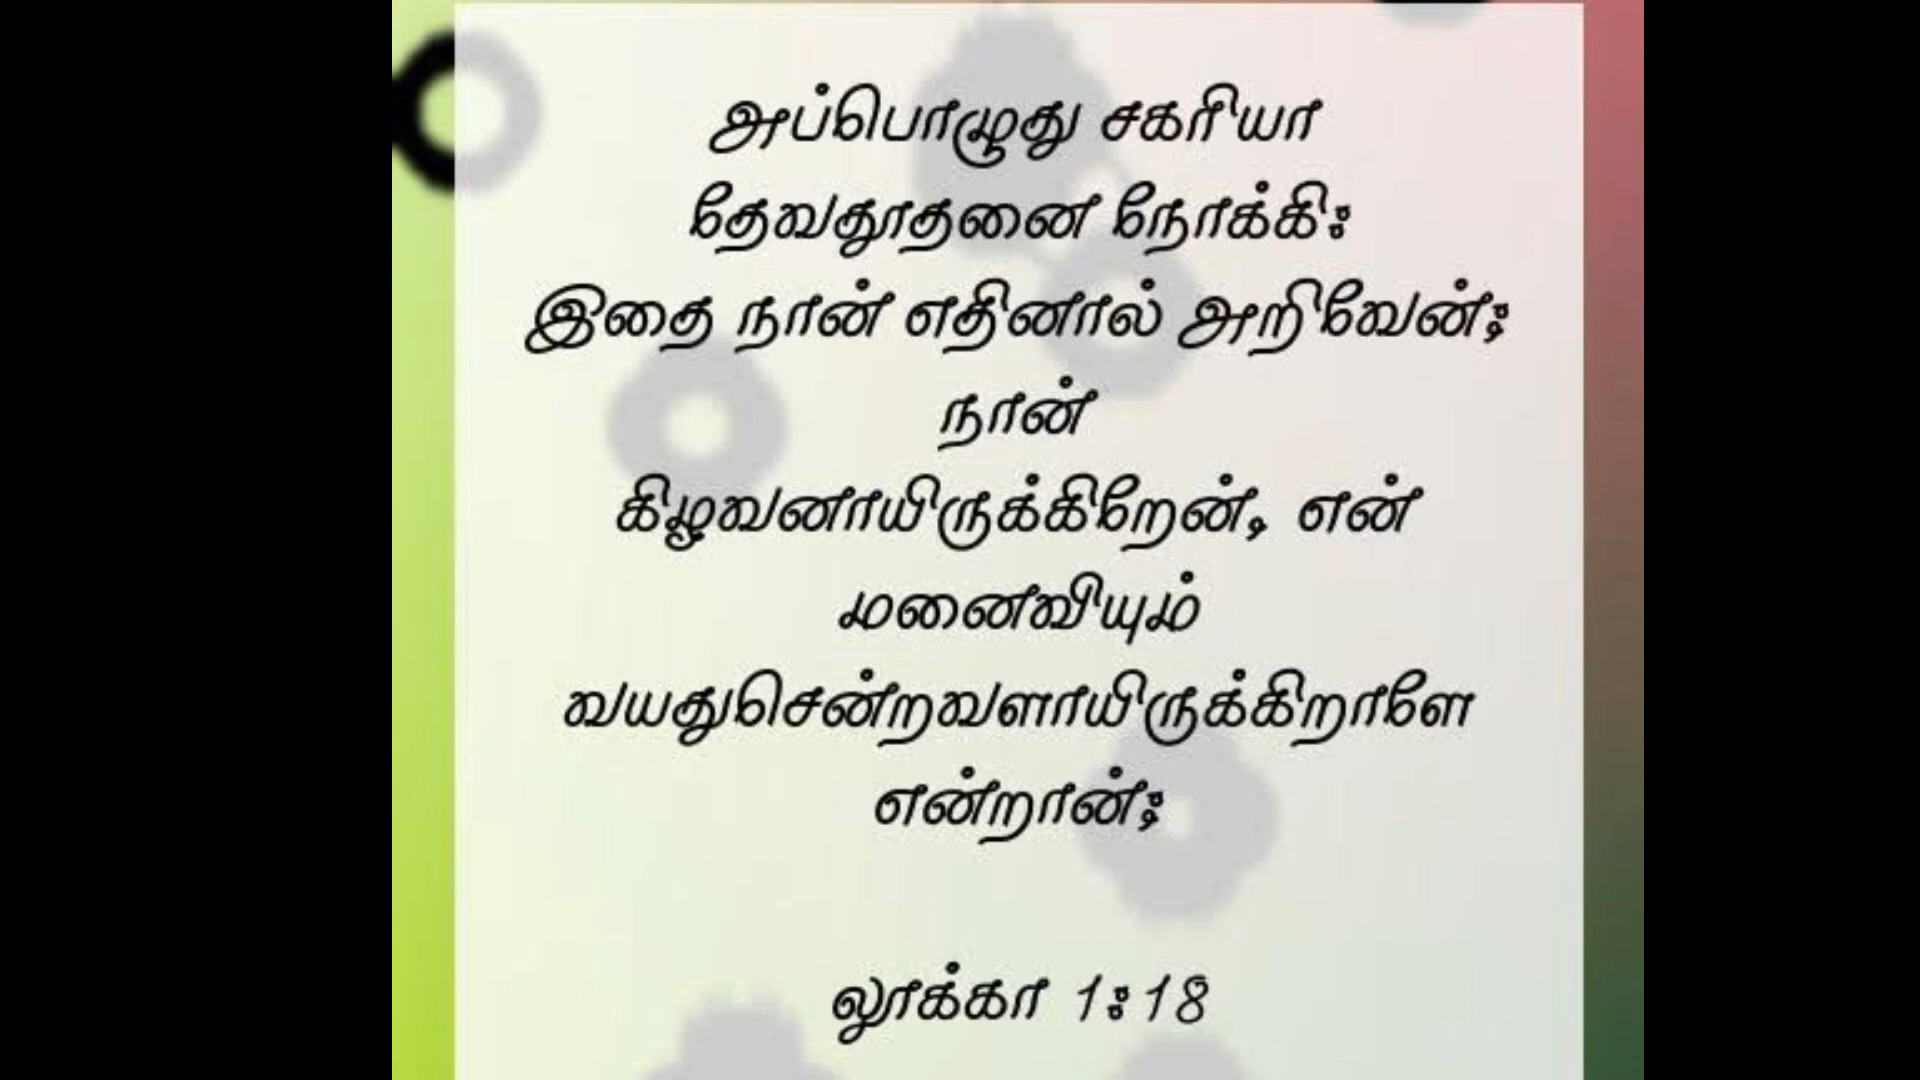 அப்பொழுது சகரியா
தேவதூதனை நோக்கி:
இதை நான் எதினால் அறிவேன்;
நான்
கிழவனாயிருக்கிறேன், என்
மனைவியும்
வயதுசென்றவளாயிருக்கிறாளே
என்றான்;
லூக்கா 1:18